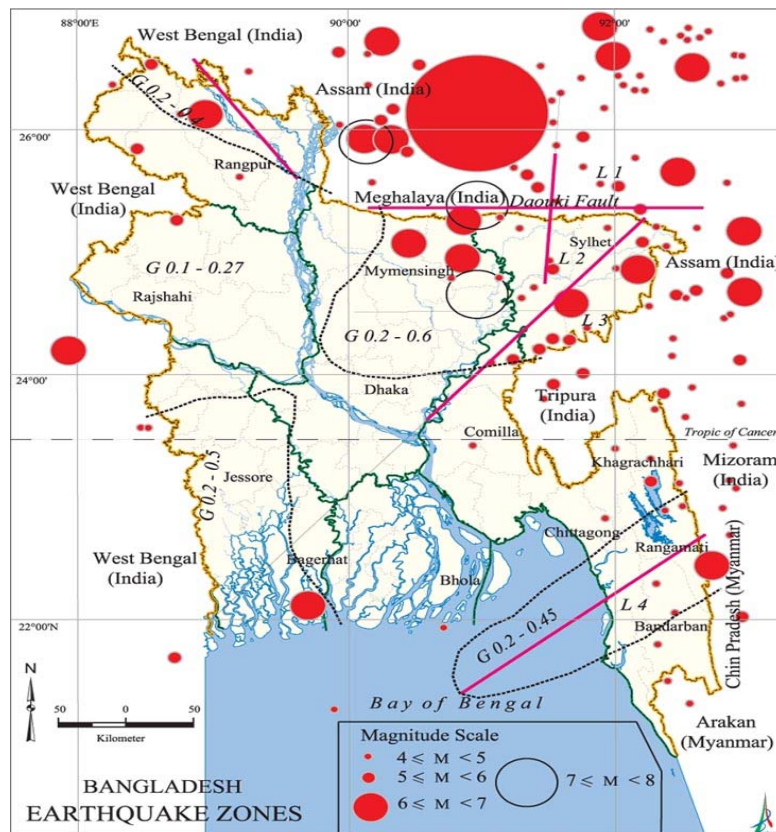 88°00'E
90°00'
92°00'
West Bengal (India)
Assam (India)
G 0.2 - 0.4
26°00'
Rangpur
West Bengal
(India)
L 1
Meghalaya (India)
Daouki Fault
Sylhet
L 2
Assam (India)
Mymensingh
G 0.1 - 0.27
Rajshahi
L 3
G 0.2 - 0.6
24°00'
Dhaka
Tripura
(India)
Comilla
Tropic of Cancer
Mizoram
(India)
Khagrachhari
Jessore
G 0.2 - 0.5
Chittagong
Rangamati
West Bengal
(India)
Bagerhat
Bhola
Chin Pradesh (Myanmar)
L 4
22°00'N
Bandarban
G 0.2 - 0.45
N
Bay of Bengal
Arakan
(Myanmar)
50 0 50 100
Kilometer
Magnitude Scale
4 ≤ M < 5
5 ≤ M < 6
6 ≤ M < 7
7 ≤ M < 8
BANGLADESH
EARTHQUAKE ZONES